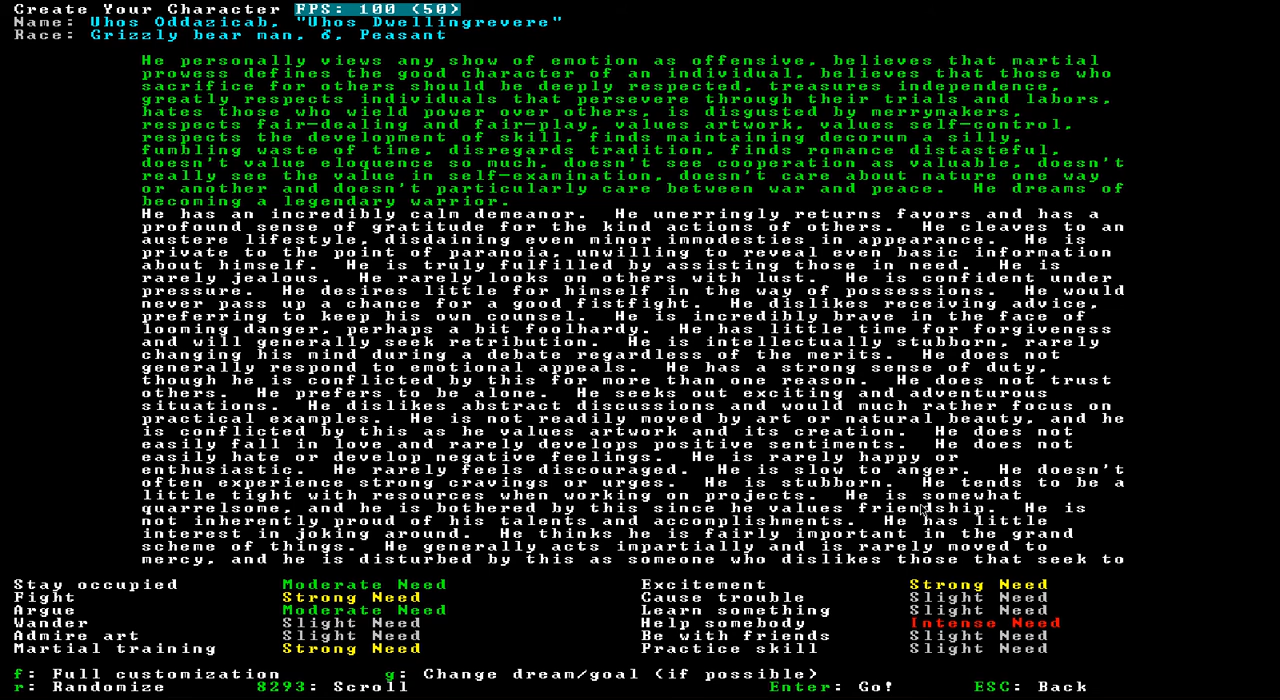 Create Your Character FPS: 100 (50)
Name: Uhos Oddazicab, "Uhos Dwellingrevere"
Race: Grizzly bear man, ♂, Peasant
He personally views any show of emotion as offensive, believes that martial
prowess defines the good character of an individual, believes that those who
sacrifice for others should be deeply respected, treasures independence,
greatly respects individuals that persevere through their trials and labors,
hates those who wield power over others, is disgusted by merrymakers,
respects fair-dealing and fair-play, values artwork, values self-control,
respects the development of skill, finds maintaining decorum a silly,
fumbling waste of time, disregards tradition, finds romance distasteful,
doesn't value eloquence so much, doesn't see cooperation as valuable, doesn't
really see the value in self-examination, doesn't care about nature one way
or another and doesn't particularly care between war and peace. He dreams of
becoming a legendary warrior.
He has an incredibly calm demeanor. He unerringly returns favors and has a
profound sense of gratitude for the kind actions of others. He cleaves to an
austere lifestyle, disdaining even minor immodesties in appearance. He is
private to the point of paranoia, unwilling to reveal even basic information
about himself. He is truly fulfilled by assisting those in need. He is
rarely jealous. He rarely looks on others with lust. He is confident under
pressure. He desires little for himself in the way of possessions. He would
never pass up a chance for a good fistfight. He dislikes receiving advice,
preferring to keep his own counsel. He is incredibly brave in the face of
looming danger, perhaps a bit foolhardy. He has little time for forgiveness
and will generally seek retribution. He is intellectually stubborn, rarely
changing his mind during a debate regardless of the merits. He does not
generally respond to emotional appeals. He has a strong sense of duty,
though he is conflicted by this for more than one reason. He does not trust
others. He prefers to be alone. He seeks out exciting and adventurous
situations. He dislikes abstract discussions and would much rather focus on
practical examples. He is not readily moved by art or natural beauty, and he
is conflicted by this as he values artwork and its creation. He does not
easily fall in love and rarely develops positive sentiments. He does not
easily hate or develop negative feelings. He is rarely happy or
enthusiastic. He rarely feels discouraged. He is slow to anger. He doesn't
often experience strong cravings or urges. He is stubborn. He tends to be a
little tight with resources when working on projects. He is somewhat
quarrelsome, and he is bothered by this since he values friendship. He is
not inherently proud of his talents and accomplishments. He has little
interest in joking around. He thinks he is fairly important in the grand
scheme of things. He generally acts impartially and is rarely moved to
mercy, and he is disturbed by this as someone who dislikes those that seek to
Stay occupied Moderate Need Excitement Strong Need
Fight Strong Need Cause trouble Slight Need
Argue Moderate Need Learn something Slight Need
Wander Slight Need Help somebody Intense Need
Admire art Slight Need Be with friends Slight Need
Martial training Strong Need Practice skill Slight Need
f: Full customization g: Change dream/goal (if possible)
r: Randomize 8293: Scroll Enter: Go! ESC: Back